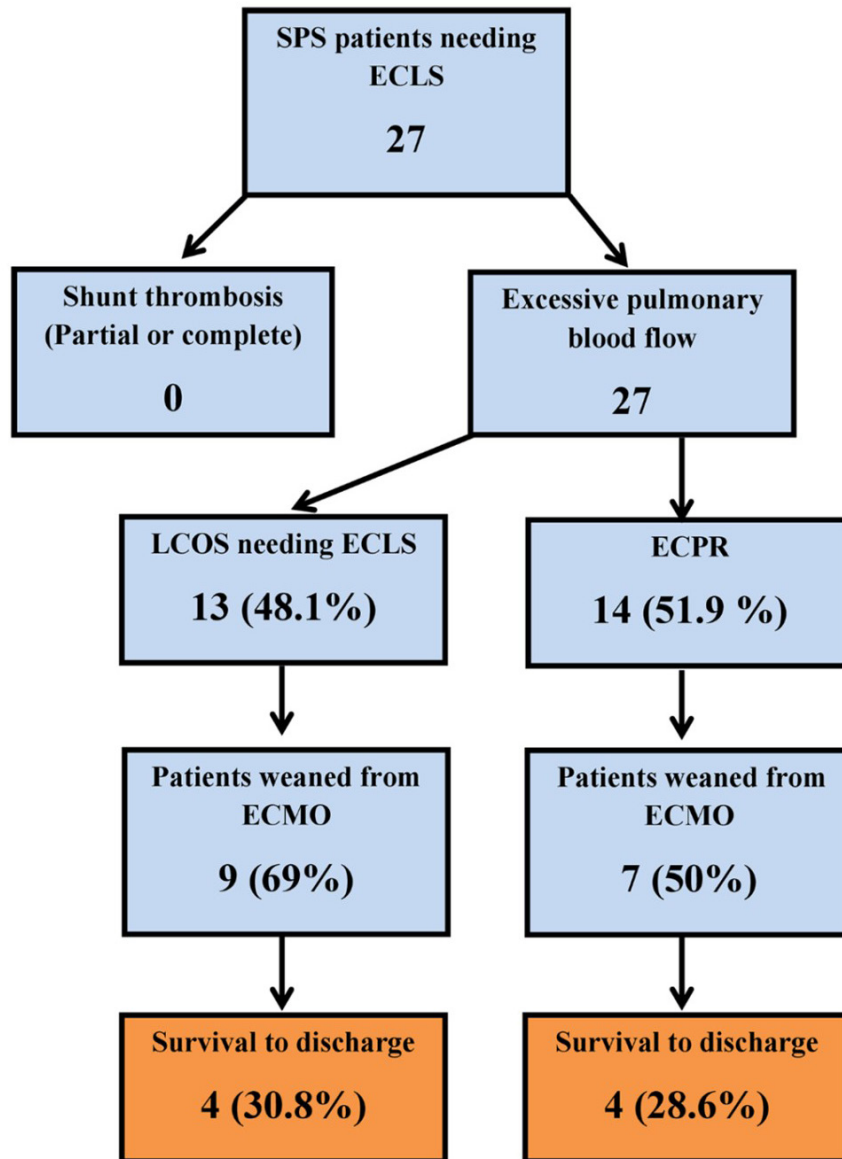 SPS patients needing
ECLS
27
Shunt thrombosis
(Partial or complete)
0
Excessive pulmonary
blood flow
27
LCOS needing ECLS
13 (48.1%)
ECPR
14 (51.9 %)
Patients weaned from
ECMO
9 (69%)
Patients weaned from
ECMO
7 (50%)
Survival to discharge
4 (30.8%)
Survival to discharge
4 (28.6%)